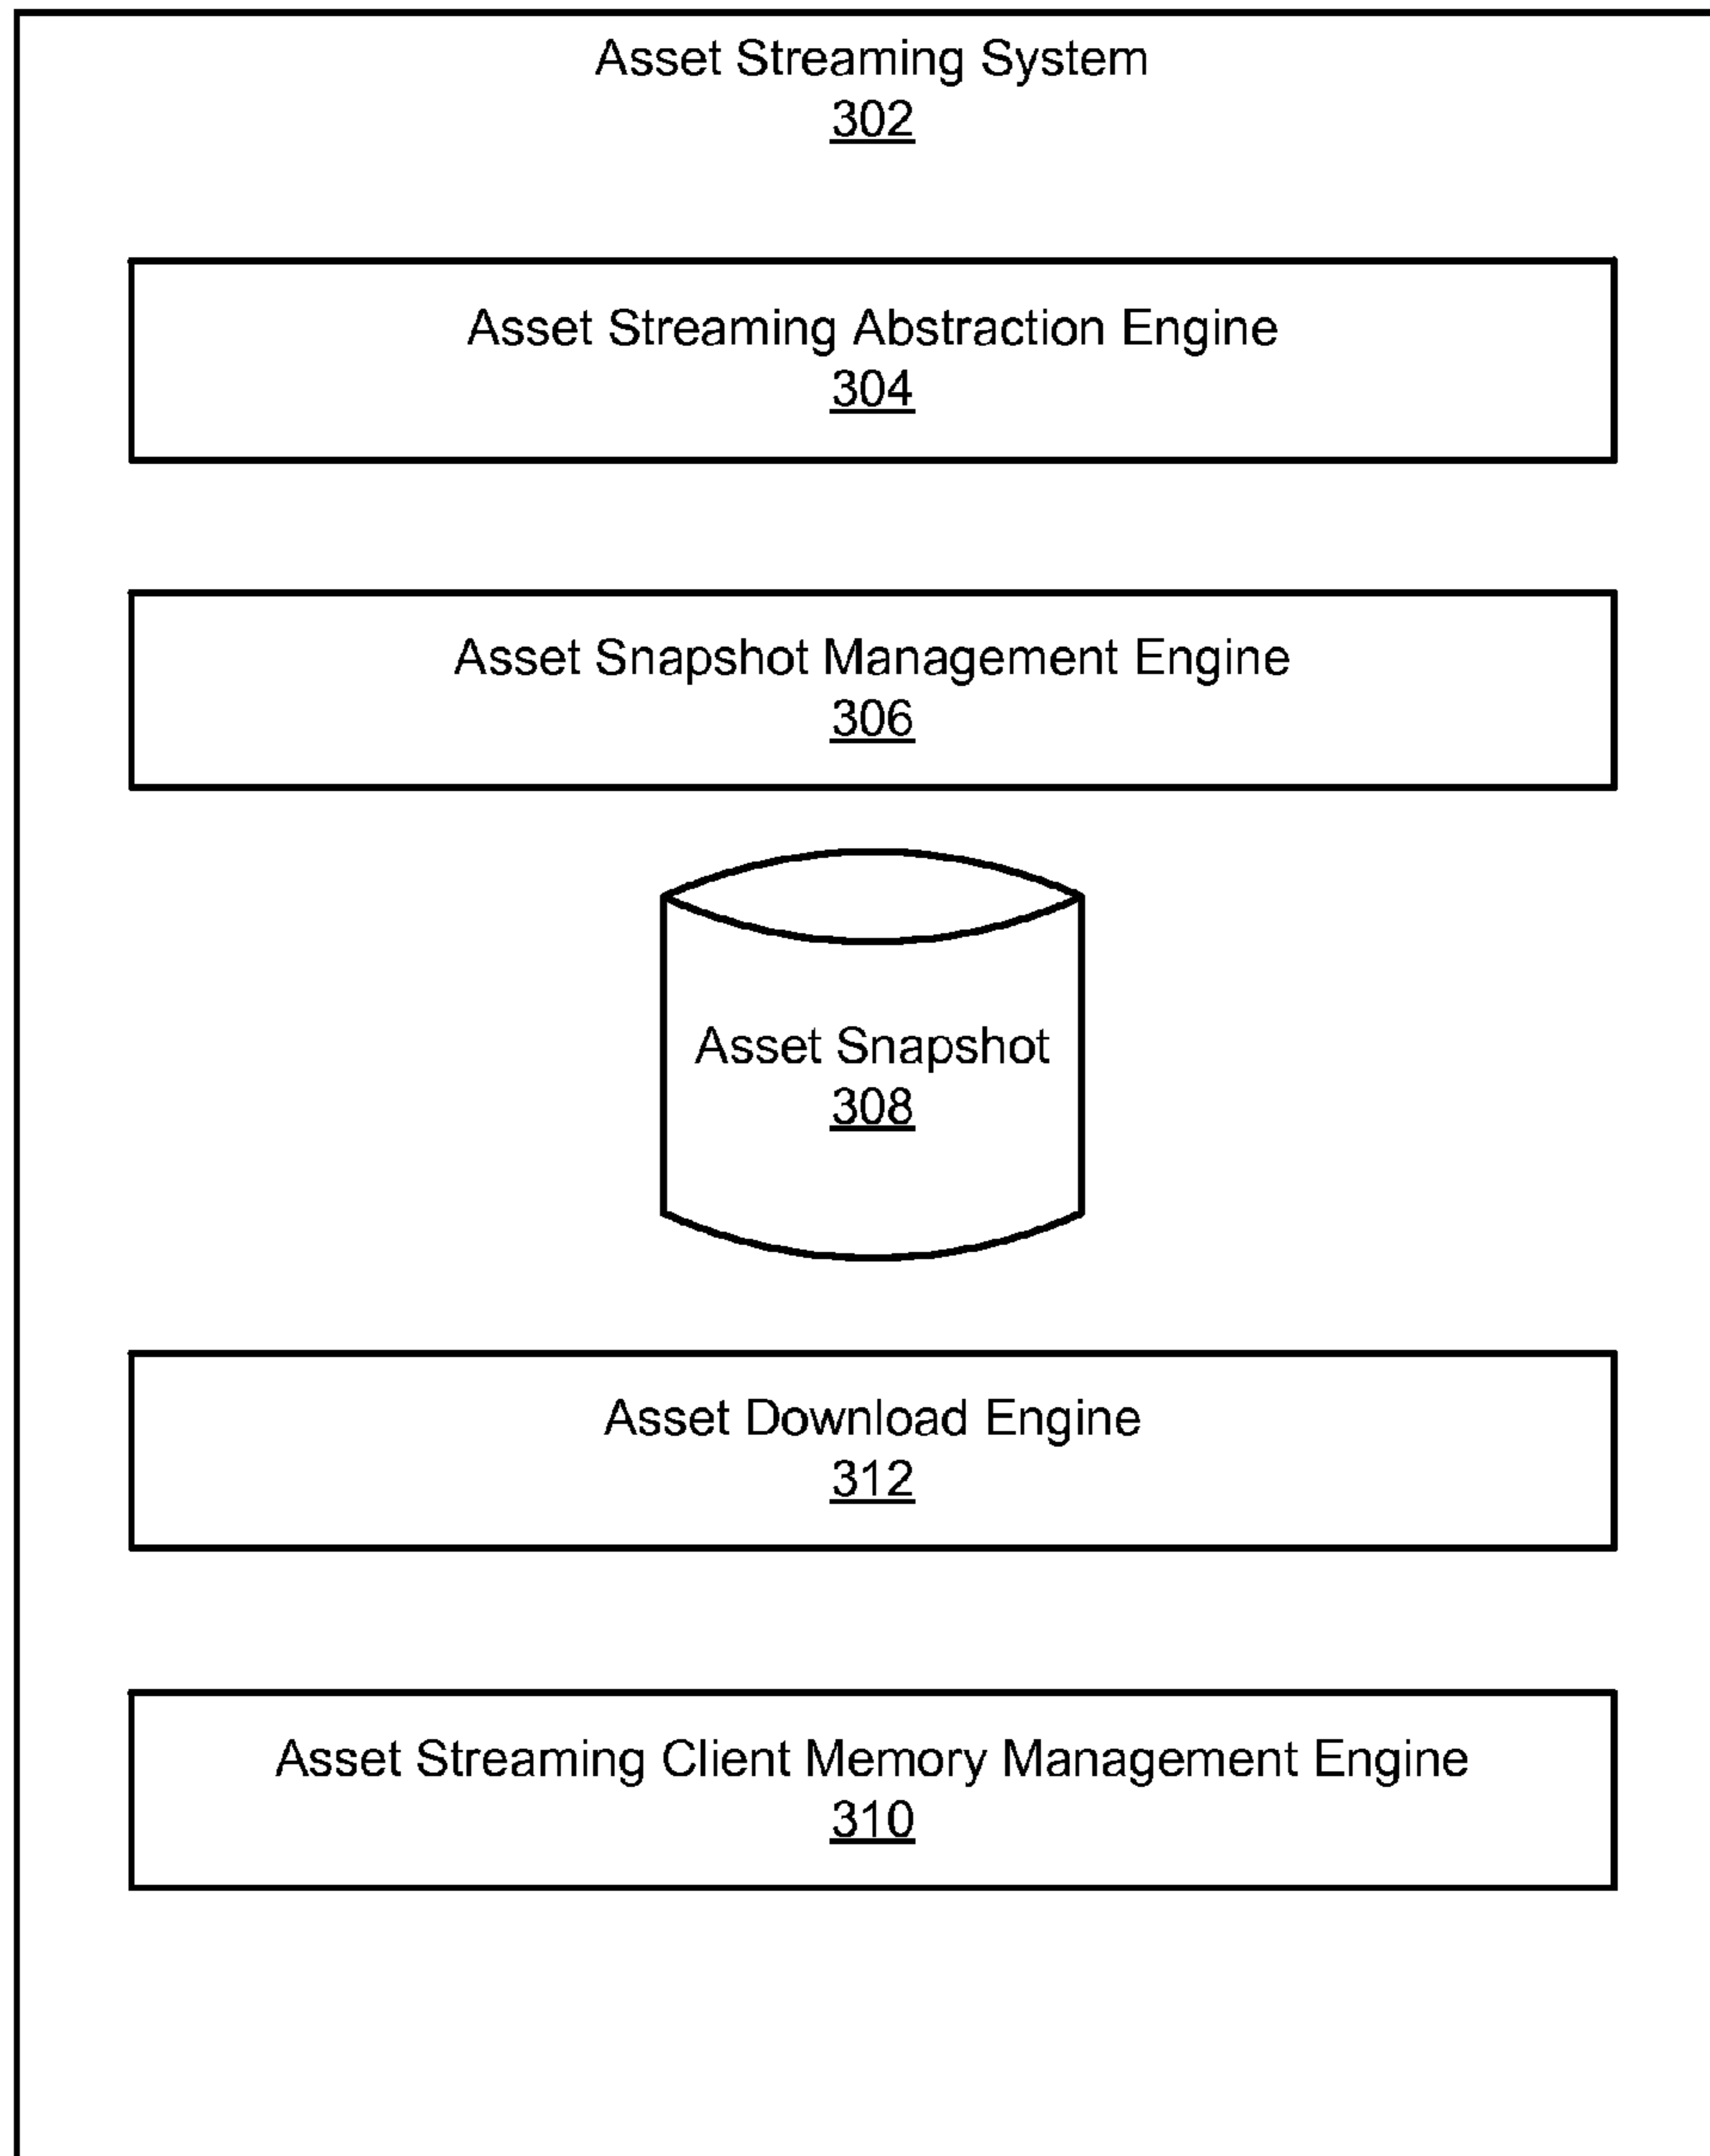 Asset Streaming System
302
Asset Streaming Abstraction Engine
304
Asset Snapshot Management Engine
306
Asset Snapshot
308
Asset Download Engine
312
Asset Streaming Client Memory Management Engine
310